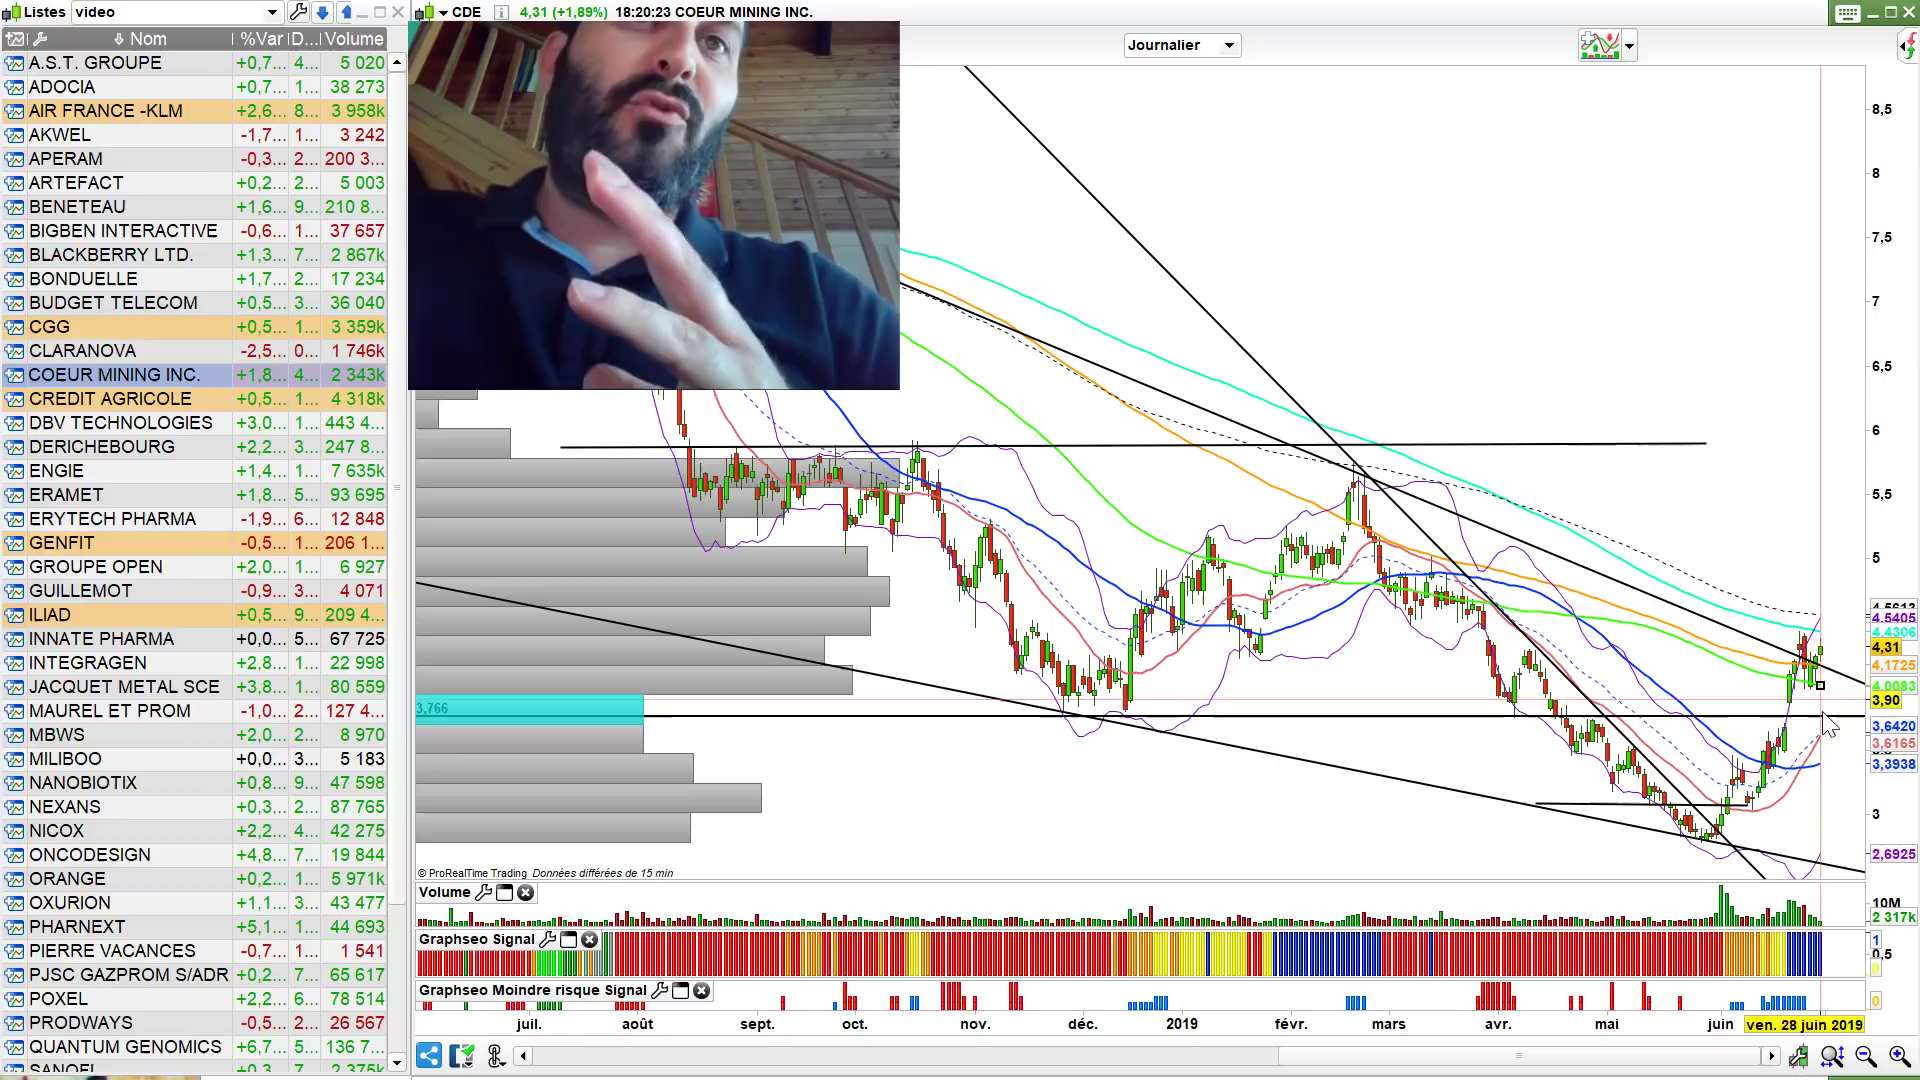 Listes video
CDE 4,31 (+1,89%) 18:20:23 COEUR MINING INC.
Nom %Var D... Volume
Journalier
A.S.T. GROUPE +0,7... 4... 5 020
ADOCIA +0,7... 1... 38 273
AIR FRANCE -KLM +2,6... 8... 3 958k
AKWEL -1,7... 1... 3 242
APERAM -0,3... 2... 200 3...
ARTEFACT +0,2... 2... 5 003
BENETEAU +1,6... 9... 210 8...
BIGBEN INTERACTIVE -0,6... 1... 37 657
BLACKBERRY LTD. +1,3... 7... 2 867k
BONDUELLE +1,7... 2... 17 234
BUDGET TELECOM +0,5... 3... 36 040
CGG +0,5... 1... 3 359k
CLARANOVA -2,5... 0... 1 746k
COEUR MINING INC. +1,8... 4... 2 343k
CREDIT AGRICOLE +0,5... 1... 4 318k
DBV TECHNOLOGIES +3,0... 1... 443 4...
DERICHEBOURG +2,2... 3... 247 8...
ENGIE +1,4... 1... 7 635k
ERAMET +1,8... 5... 93 695
ERYTECH PHARMA -1,9... 6... 12 848
GENFIT -0,5... 1... 206 1...
GROUPE OPEN +2,0... 1... 6 927
GUILLEMOT -0,9... 3... 4 071
ILIAD +0,5... 9... 209 4...
INNATE PHARMA +0,0... 5... 67 725
INTEGRAGEN +2,8... 1... 22 998
JACQUET METAL SCE +3,8... 1... 80 559
MAUREL ET PROM -1,0... 2... 127 4...
MBWS +2,0... 2... 8 970
MILIBOO +0,0... 3... 5 183
NANOBIOTIX +0,8... 9... 47 598
NEXANS +0,3... 2... 87 765
NICOX +2,2... 4... 42 275
ONCODESIGN +4,8... 7... 19 844
ORANGE +0,2... 1... 5 971k
OXURION +1,1... 3... 43 477
PHARNEXT +5,1... 1... 44 693
PIERRE VACANCES -0,7... 1... 1 541
PJSC GAZPROM S/ADR +0,2... 7... 65 617
POXEL +2,2... 6... 78 514
PRODWAYS -0,5... 2... 26 567
QUANTUM GENOMICS +6,7... 5... 136 7...
SANOFI +0,3... 7... 2 375k
8,5
8
7,5
7
6,5
6
5,5
5
4,5405
4,4306
4,31
4,1725
4,0083
3,90
3,6420
3,6165
3,3938
3
2,6925
3,766
© ProRealTime Trading Données différées de 15 min
Volume
10M
2 317k
Graphseo Signal
1
0,5
0
Graphseo Moindre risque Signal
0
juil. août sept. oct. nov. déc. 2019 févr. mars avr. mai juin ven. 28 juin 2019